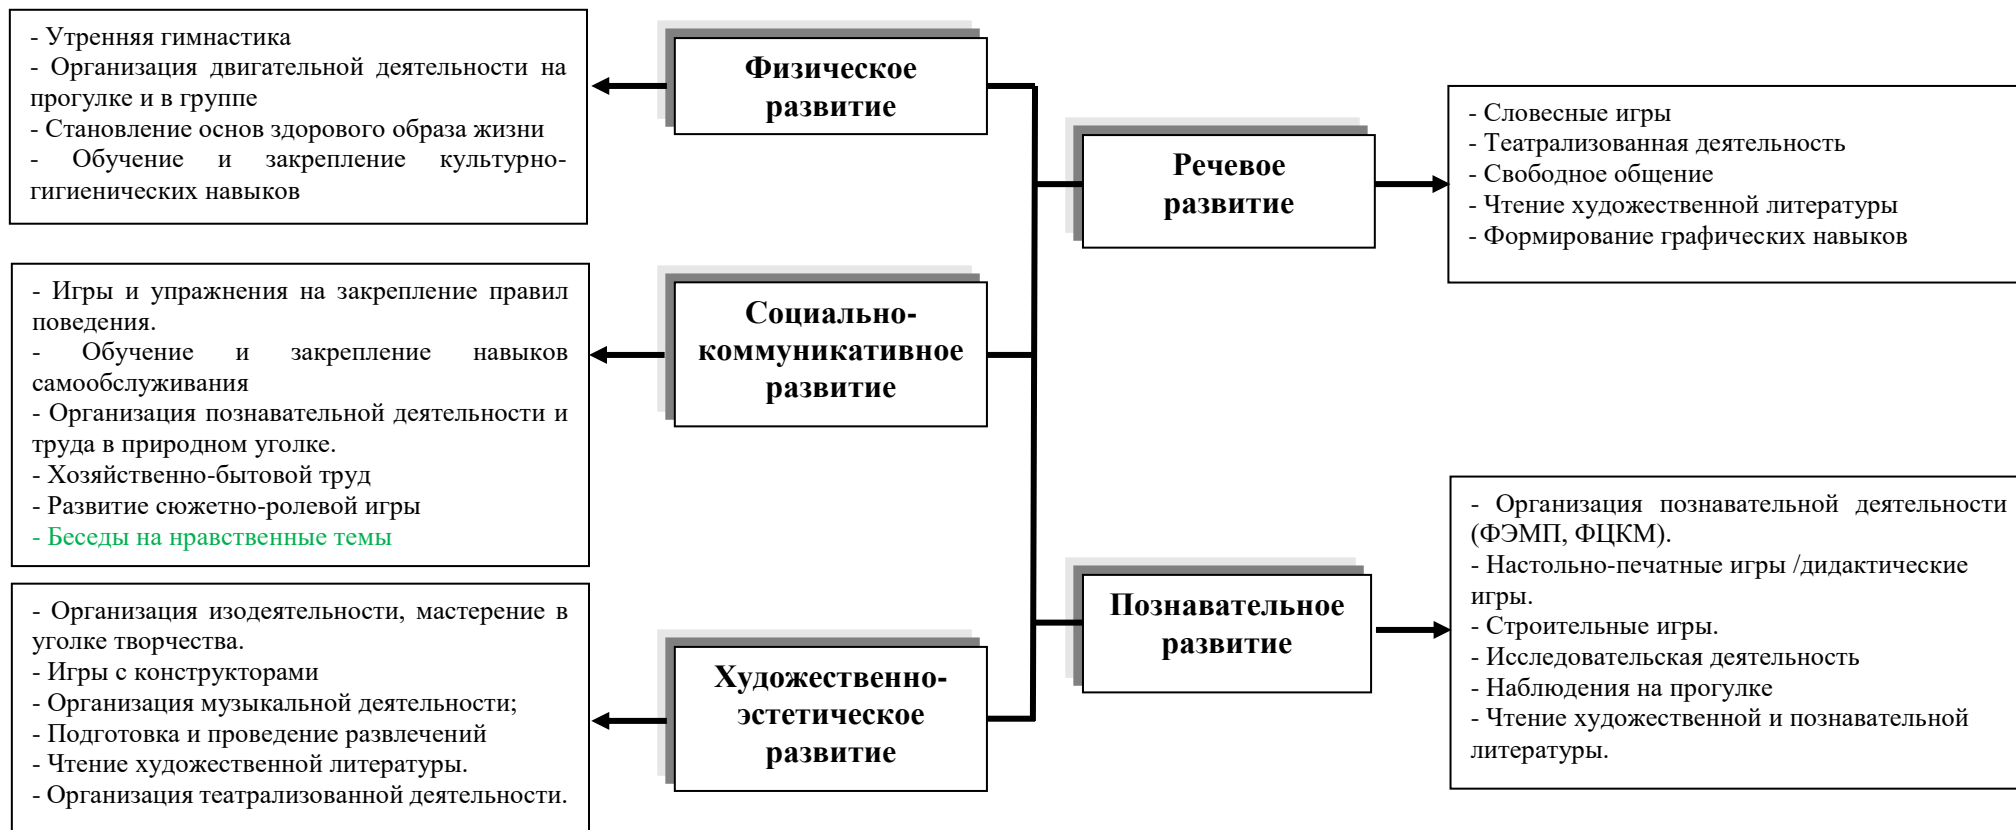 - Утренняя гимнастика
- Организация двигательной деятельности на
прогулке и в группе
- Становление основ здорового образа жизни
- Обучение и закрепление культурно-
гигиенических навыков
Физическое
развитие
Речевое
развитие
- Словесные игры
- Театрализованная деятельность
- Свободное общение
- Чтение художественной литературы
- Формирование графических навыков
- Игры и упражнения на закрепление правил
поведения.
- Обучение и закрепление навыков
самообслуживания
- Организация познавательной деятельности и
труда в природном уголке.
- Хозяйственно-бытовой труд
- Развитие сюжетно-ролевой игры
- Беседы на нравственные темы
Социально-
коммуникативное
развитие
Познавательное
развитие
- Организация познавательной деятельности
(ФЭМП, ФЦКМ).
- Настольно-печатные игры /дидактические
игры.
- Строительные игры.
- Исследовательская деятельность
- Наблюдения на прогулке
- Чтение художественной и познавательной
литературы.
- Организация изодеятельности, мастерение в
уголке творчества.
- Игры с конструкторами
- Организация музыкальной деятельности;
- Подготовка и проведение развлечений
- Чтение художественной литературы.
- Организация театрализованной деятельности.
Художественно-
эстетическое
развитие